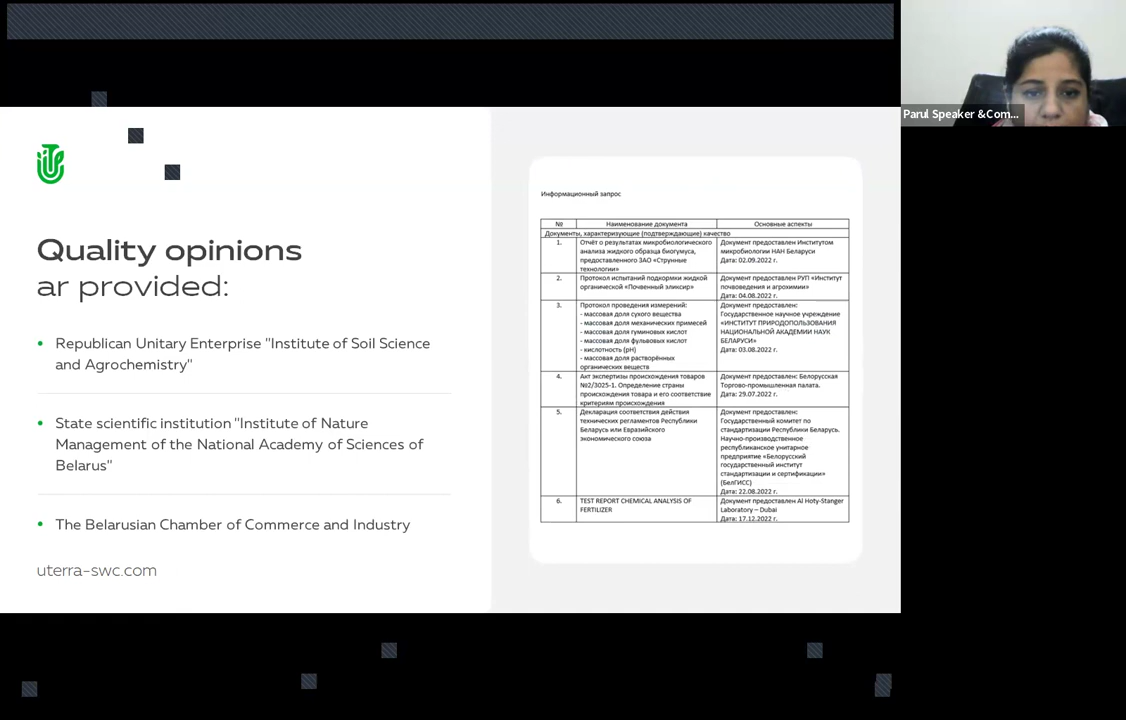 Parul Speaker &Com...
Quality opinions
ar provided:
• Republican Unitary Enterprise "Institute of Soil Science
and Agrochemistry"
• State scientific institution "Institute of Nature
Management of the National Academy of Sciences of
Belarus"
• The Belarusian Chamber of Commerce and Industry
uterra-swc.com
Информационный запрос
№ Наименование документа Основные аспекты
Документы, характеризующие (подтверждающие) качество
1. Отчёт о результатах микробиологического
анализа жидкого образца биогумуса,
предоставленного ЗАО «Струнные
технологии»
Документ предоставлен Институтом
микробиологии НАН Беларуси
Дата: 02.09.2022 г.
2. Протокол испытаний подкормки жидкой
органической «Почвенный эликсир»
Документ предоставлен РУП «Институт
почвоведения и агрохимии»
Дата: 04.08.2022 г.
3. Протокол проведения измерений:
- массовая доля сухого вещества
- массовая доля механических примесей
- массовая доля гуминовых кислот
- массовая доля фульвовых кислот
- кислотность (pH)
- массовая доля растворённых
органических веществ
Документ предоставлен:
Государственное научное учреждение
«ИНСТИТУТ ПРИРОДОПОЛЬЗОВАНИЯ
НАЦИОНАЛЬНОЙ АКАДЕМИИ НАУК
БЕЛАРУСИ»
Дата: 03.08.2022 г.
4. Акт экспертизы происхождения товаров
№2/3025-1. Определение страны
происхождения товара и его соответствие
критериям происхождения
Документ предоставлен: Белорусская
Торгово-промышленная палата.
Дата: 29.07.2022 г.
5. Декларация соответствия действия
технических регламентов Республики
Беларусь или Евразийского
экономического союза
Документ предоставлен:
Государственный комитет по
стандартизации Республики Беларусь.
Научно-производственное
республиканское унитарное
предприятие «Белорусский
государственный институт
стандартизации и сертификации»
(БелГИСС)
Дата: 22.08.2022 г.
6. TEST REPORT CHEMICAL ANALYSIS OF
FERTILIZER
Документ предоставлен Al Hoty-Stanger
Laboratory – Dubai
Дата: 17.12.2022 г.